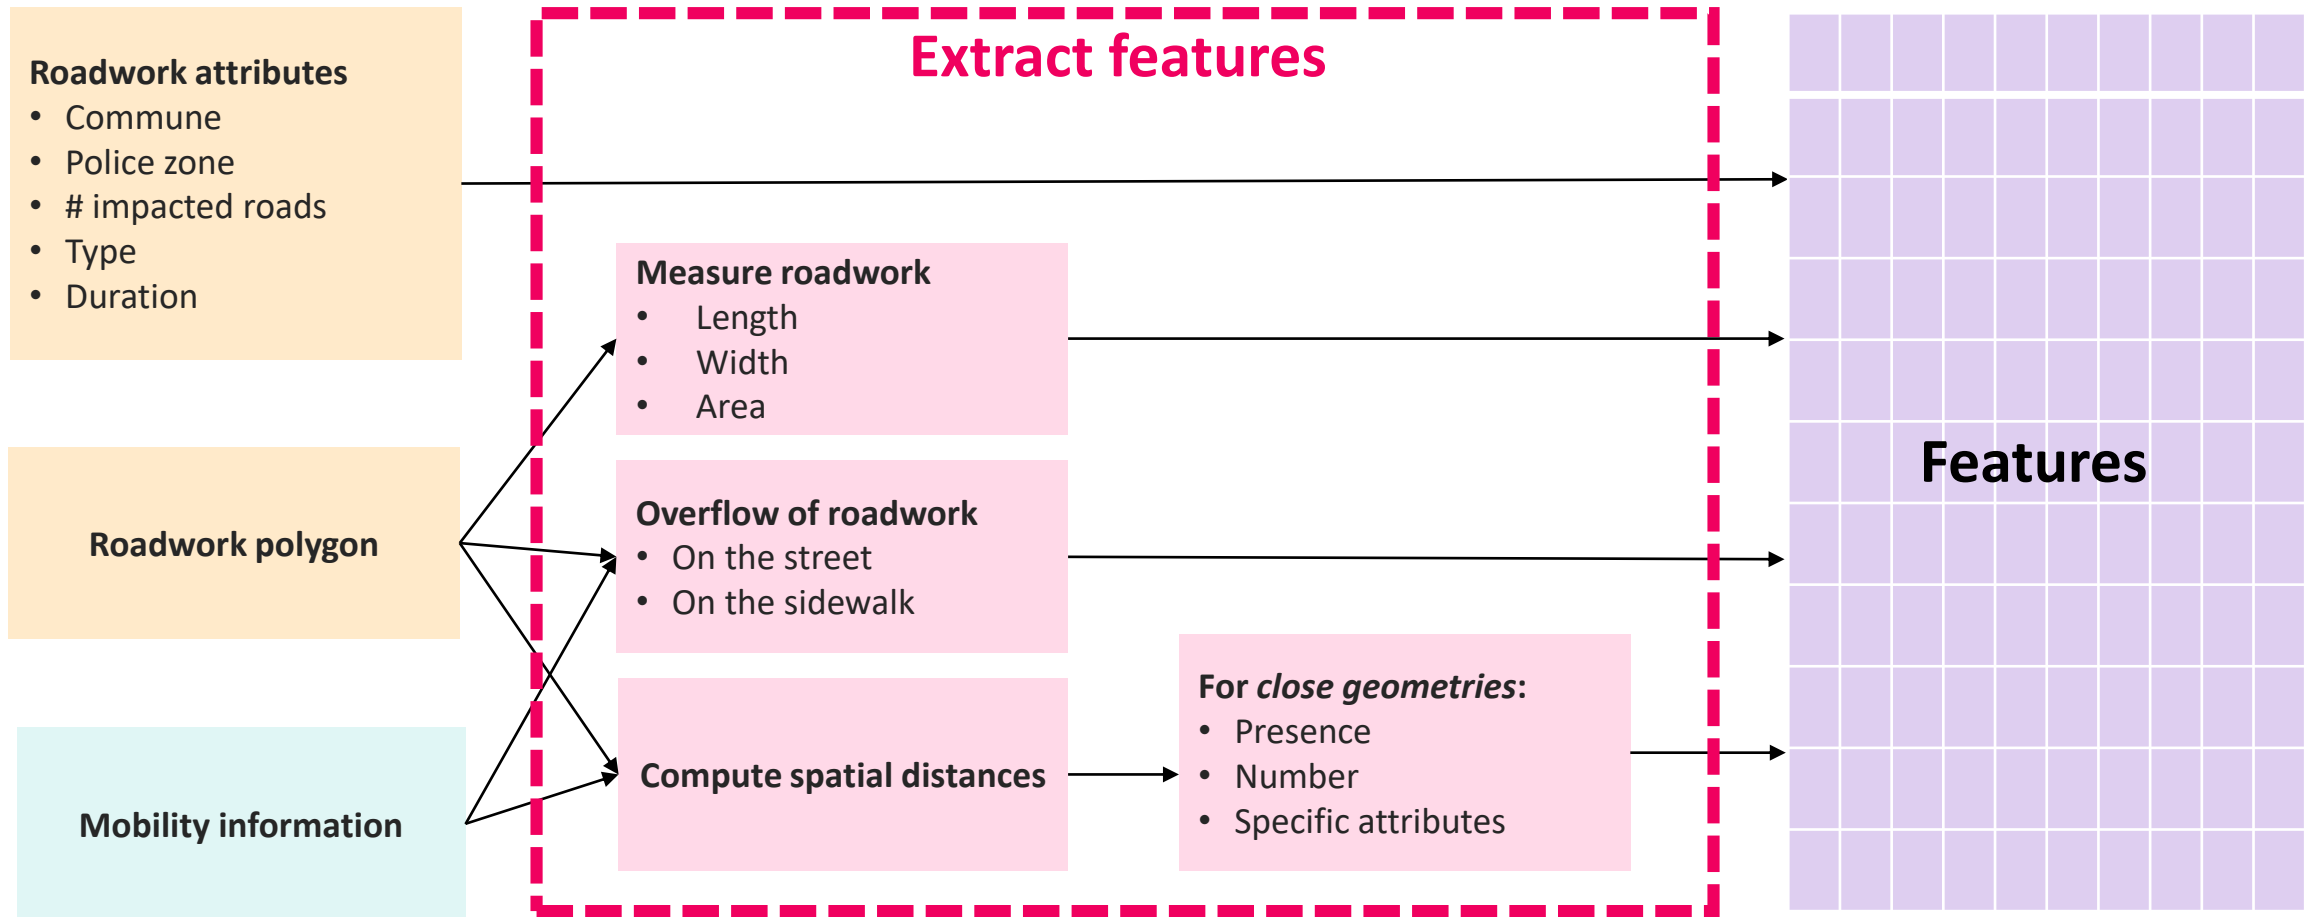 Extract features
Roadwork attributes
• Commune
• Police zone
• # impacted roads
• Type
• Duration
Measure roadwork
• Length
• Width
• Area
Roadwork polygon
Overflow of roadwork
• On the street
• On the sidewalk
Features
Mobility information
Compute spatial distances
For close geometries:
• Presence
• Number
• Specific attributes